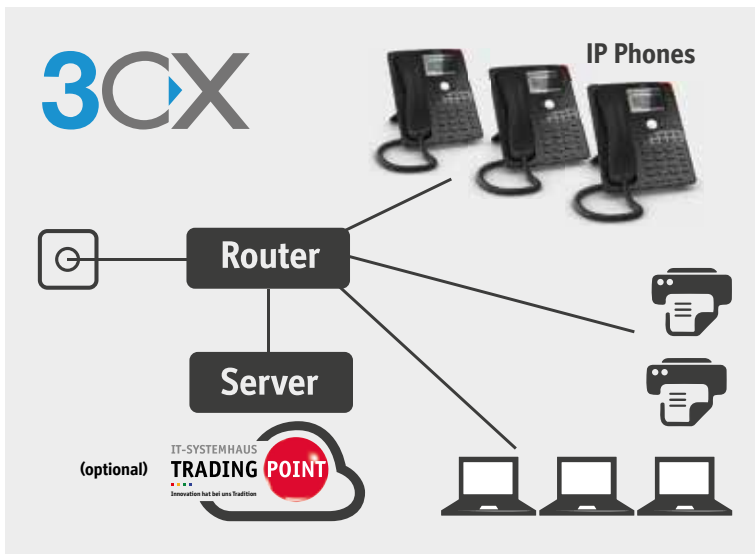 3CX
IP Phones
Router
Server
(optional)
IT-SYSTEMHAUS
TRADING POINT
Innovation hat bei uns Tradition